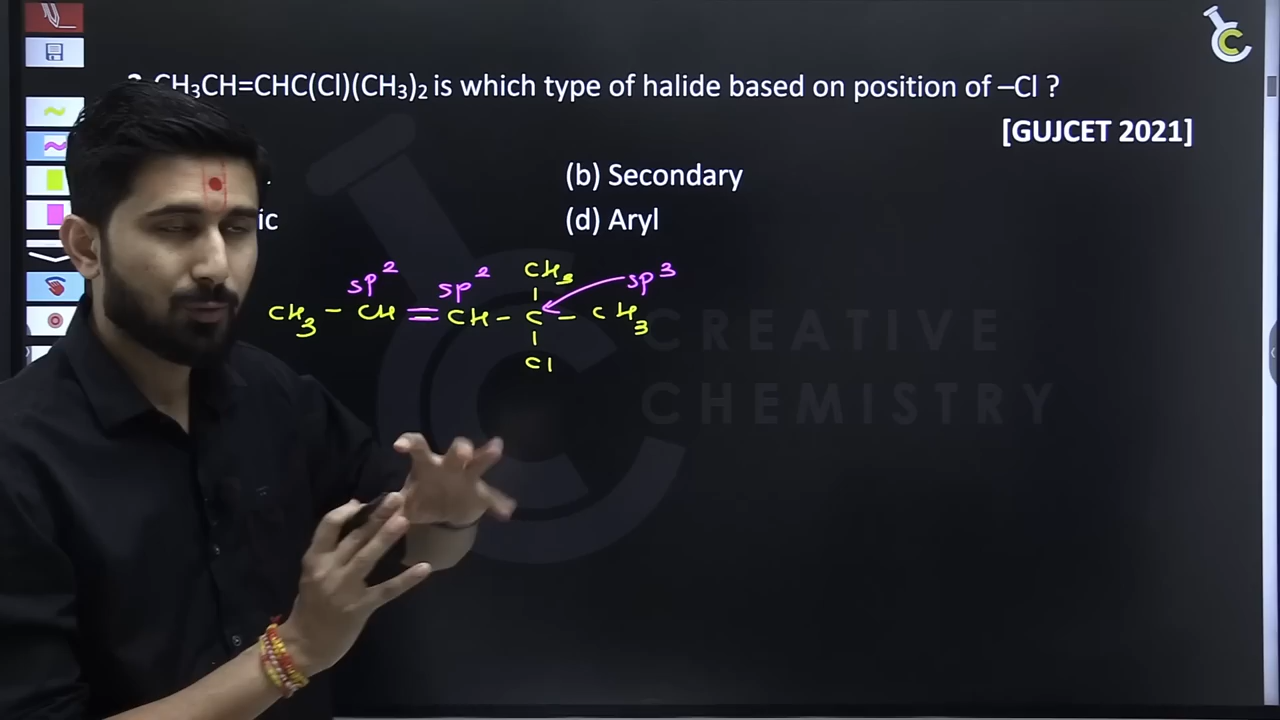 CH₃CH=CHC(Cl)(CH₃)₂ is which type of halide based on position of –Cl ?
[GUJCET 2021]
(b) Secondary
ic
(d) Aryl
sp² sp² CH₃ sp³
CH₃ – CH = CH – C – CH₃
Cl
CREATIVE
CHEMISTRY